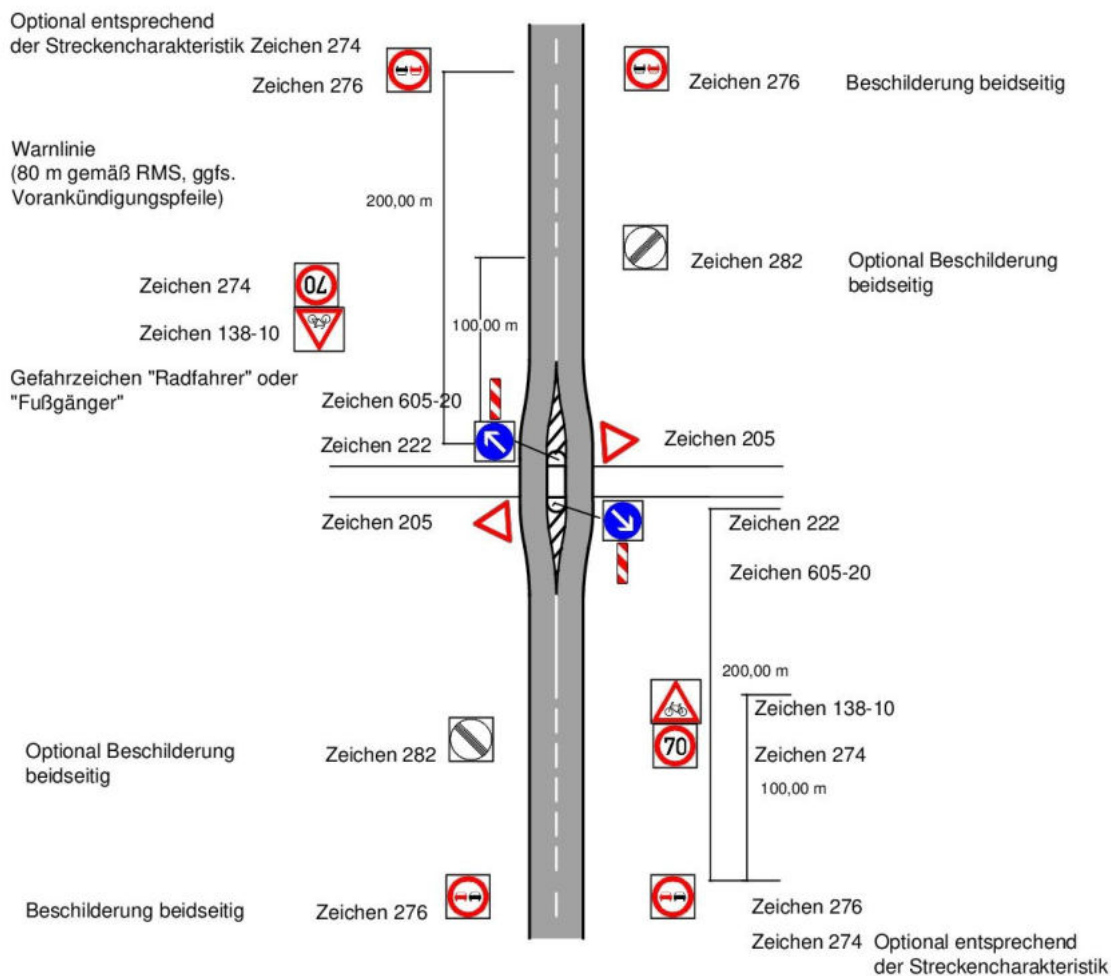 Optional entsprechend
der Streckencharakteristik Zeichen 274
Zeichen 276
Zeichen 276
Beschilderung beidseitig
Warnlinie
(80 m gemäß RMS, ggfs.
Vorankündigungspfeile)
200,00 m
Zeichen 282
Optional Beschilderung
beidseitig
Zeichen 274
70
Zeichen 138-10
100,00 m
Gefahrzeichen "Radfahrer" oder
"Fußgänger"
Zeichen 605-20
Zeichen 222
Zeichen 205
Zeichen 205
Zeichen 222
Zeichen 605-20
200,00 m
Zeichen 138-10
70
Zeichen 274
100,00 m
Optional Beschilderung
beidseitig
Zeichen 282
Beschilderung beidseitig
Zeichen 276
Zeichen 276
Zeichen 274
Optional entsprechend
der Streckencharakteristik